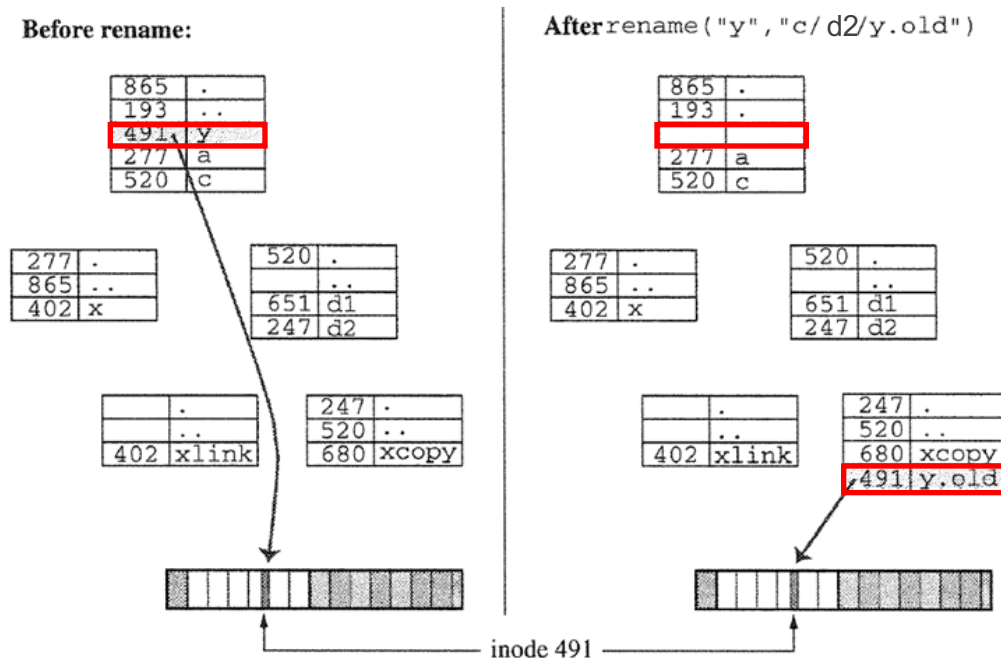 Before rename:
865 .
193 ..
491 y
277 a
520 c
277 .
865 ..
402 x
520 .
..
651 d1
247 d2
.
..
402 xlink
247 .
520 ..
680 xcopy
After rename("y","c/d2/y.old")
865 .
193 .
277 a
520 c
277 .
865 ..
402 x
520 .
..
651 d1
247 d2
.
..
402 xlink
247 .
520 ..
680 xcopy
491 y.old
inode 491